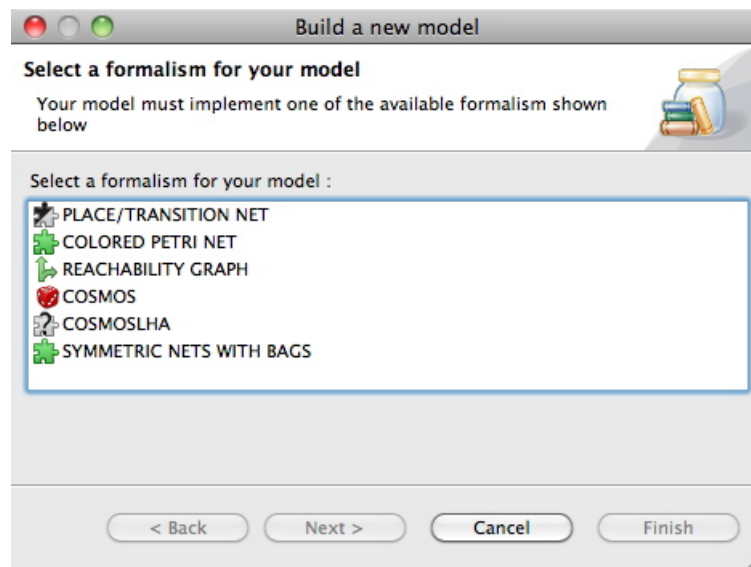 Build a new model
Select a formalism for your model
Your model must implement one of the available formalism shown
below
Select a formalism for your model :
PLACE/TRANSITION NET
COLORED PETRI NET
REACHABILITY GRAPH
COSMOS
COSMOSLHA
SYMMETRIC NETS WITH BAGS
< Back Next > Cancel Finish